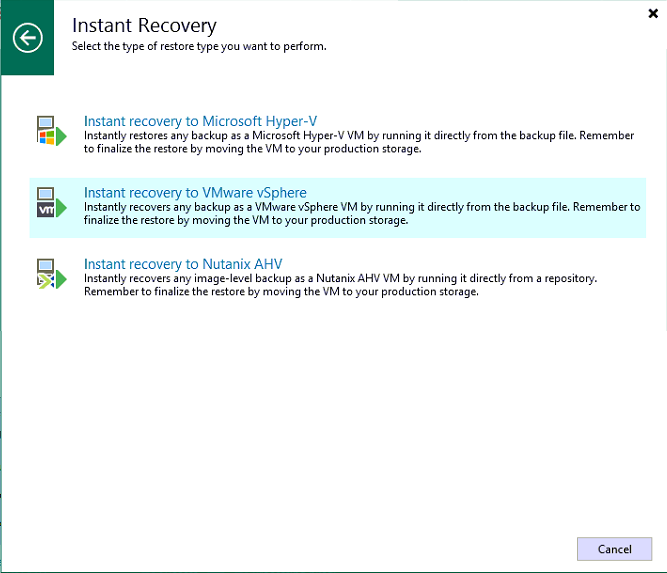 Instant Recovery
Select the type of restore type you want to perform.
Instant recovery to Microsoft Hyper-V
Instantly restores any backup as a Microsoft Hyper-V VM by running it directly from the backup file. Remember
to finalize the restore by moving the VM to your production storage.
Instant recovery to VMware vSphere
Instantly recovers any backup as a VMware vSphere VM by running it directly from the backup file. Remember to
finalize the restore by moving the VM to your production storage.
vm
Instant recovery to Nutanix AHV
Instantly recovers any image-level backup as a Nutanix AHV VM by running it directly from a repository.
Remember to finalize the restore by moving the VM to your production storage.
Cancel